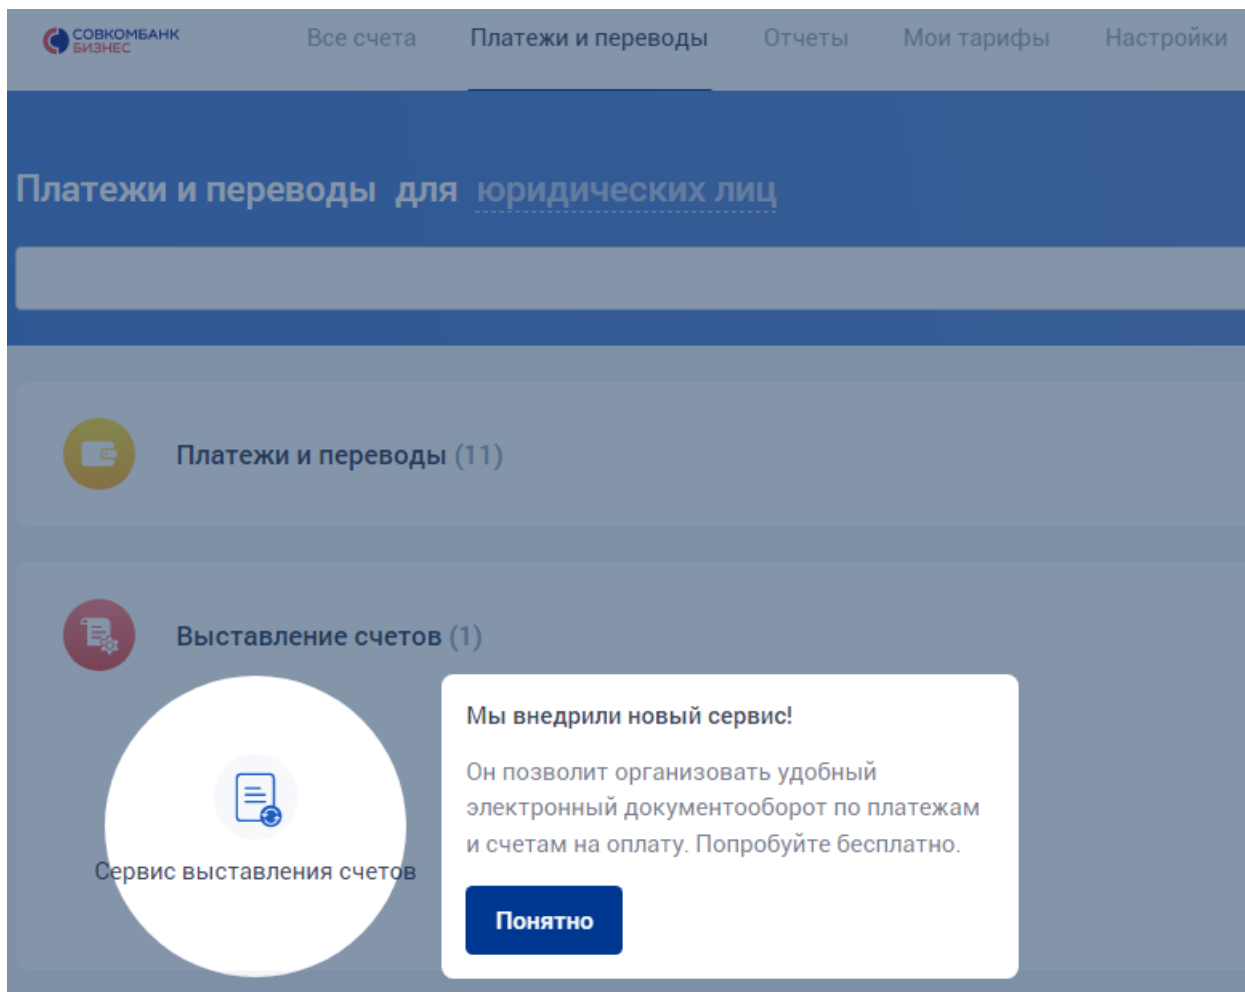 СОВКОМБАНК
БИЗНЕС
Все счета
Платежи и переводы
Отчеты
Мои тарифы
Настройки
Платежи и переводы для юридических лиц
Платежи и переводы (11)
Выставление счетов (1)
Сервис выставления счетов
Мы внедрили новый сервис!
Он позволит организовать удобный
электронный документооборот по платежам
и счетам на оплату. Попробуйте бесплатно.
Понятно